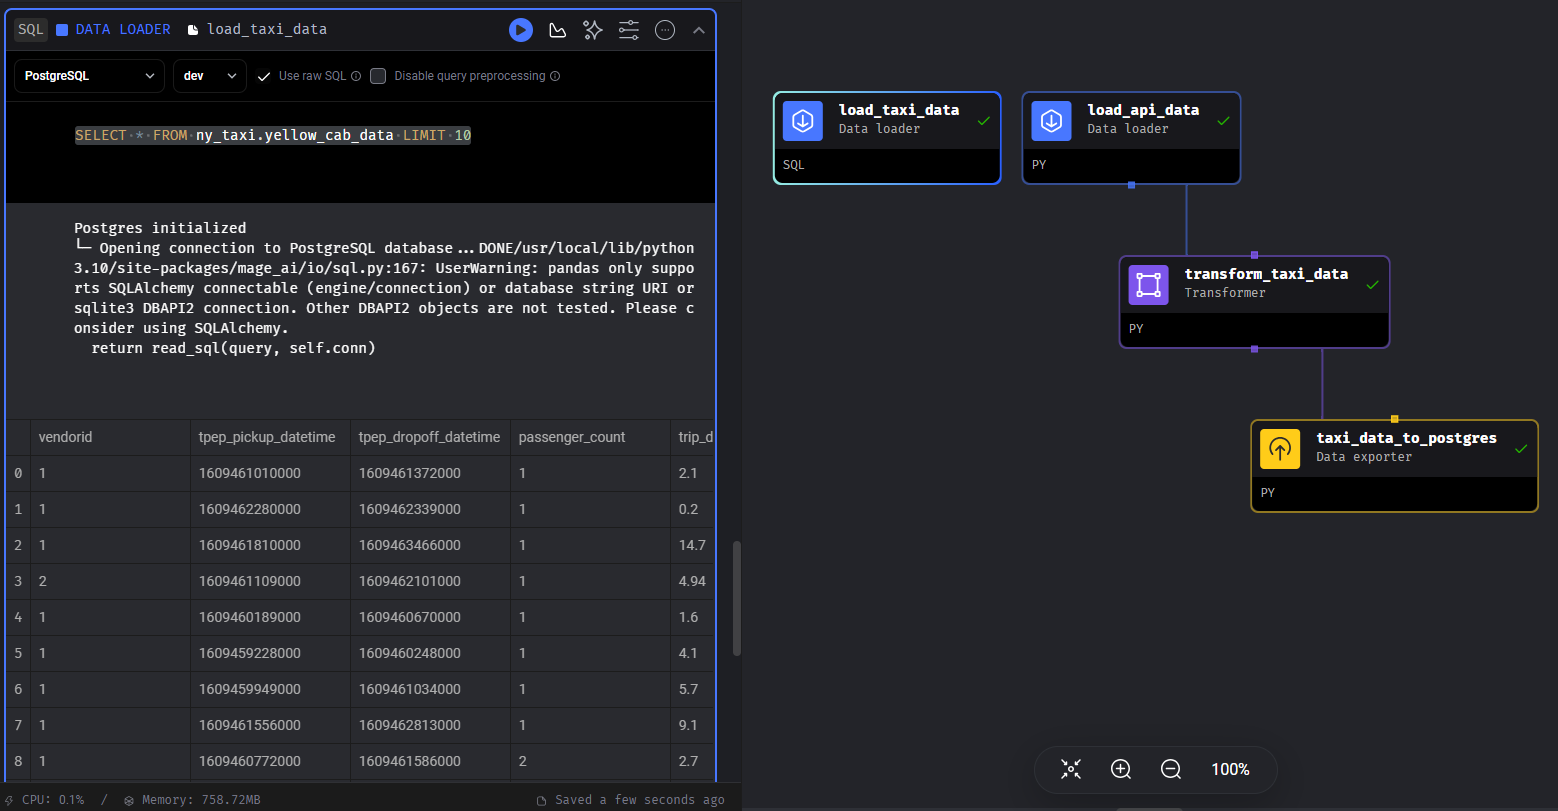 SQL DATA LOADER load_taxi_data
PostgreSQL dev Use raw SQL Disable query preprocessing
SELECT * FROM ny_taxi.yellow_cab_data LIMIT 10
Postgres initialized
└─ Opening connection to PostgreSQL database...DONE/usr/local/lib/python
3.10/site-packages/mage_ai/io/sql.py:167: UserWarning: pandas only suppo
rts SQLAlchemy connectable (engine/connection) or database string URI or
sqlite3 DBAPI2 connection. Other DBAPI2 objects are not tested. Please c
onsider using SQLAlchemy.
return read_sql(query, self.conn)
vendorid tpep_pickup_datetime tpep_dropoff_datetime passenger_count trip_d
0 1 1609461010000 1609461372000 1 2.1
1 1 1609462280000 1609462339000 1 0.2
2 1 1609461810000 1609463466000 1 14.7
3 2 1609461109000 1609462101000 1 4.94
4 1 1609460189000 1609460670000 1 1.6
5 1 1609459228000 1609460248000 1 4.1
6 1 1609459949000 1609461034000 1 5.7
7 1 1609461556000 1609462813000 1 9.1
8 1 1609460772000 1609461586000 2 2.7
CPU: 0.1% / Memory: 758.72MB Saved a few seconds ago
load_taxi_data
Data loader
SQL
load_api_data
Data loader
PY
transform_taxi_data
Transformer
PY
taxi_data_to_postgres
Data exporter
PY
100%